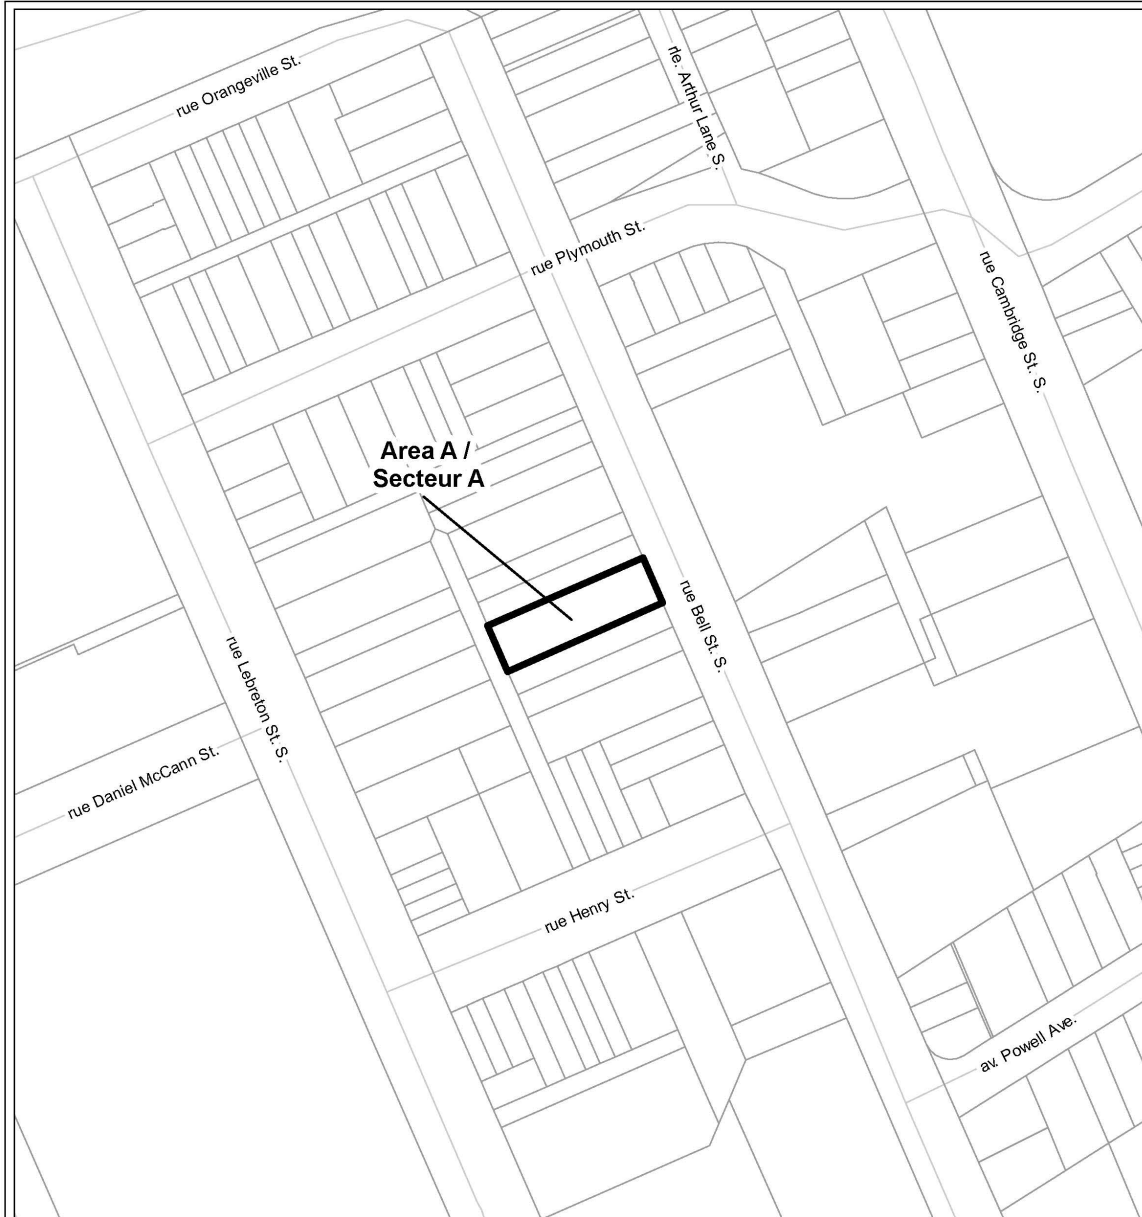 rue Orangeville St.
rle. Arthur Lane S.
rue Plymouth St.
rue Cambridge St. S.
Area A /
Secteur A
rue Bell St. S.
rue Lebreton St. S.
rue Daniel McCann St.
rue Henry St.
av. Powell Ave.